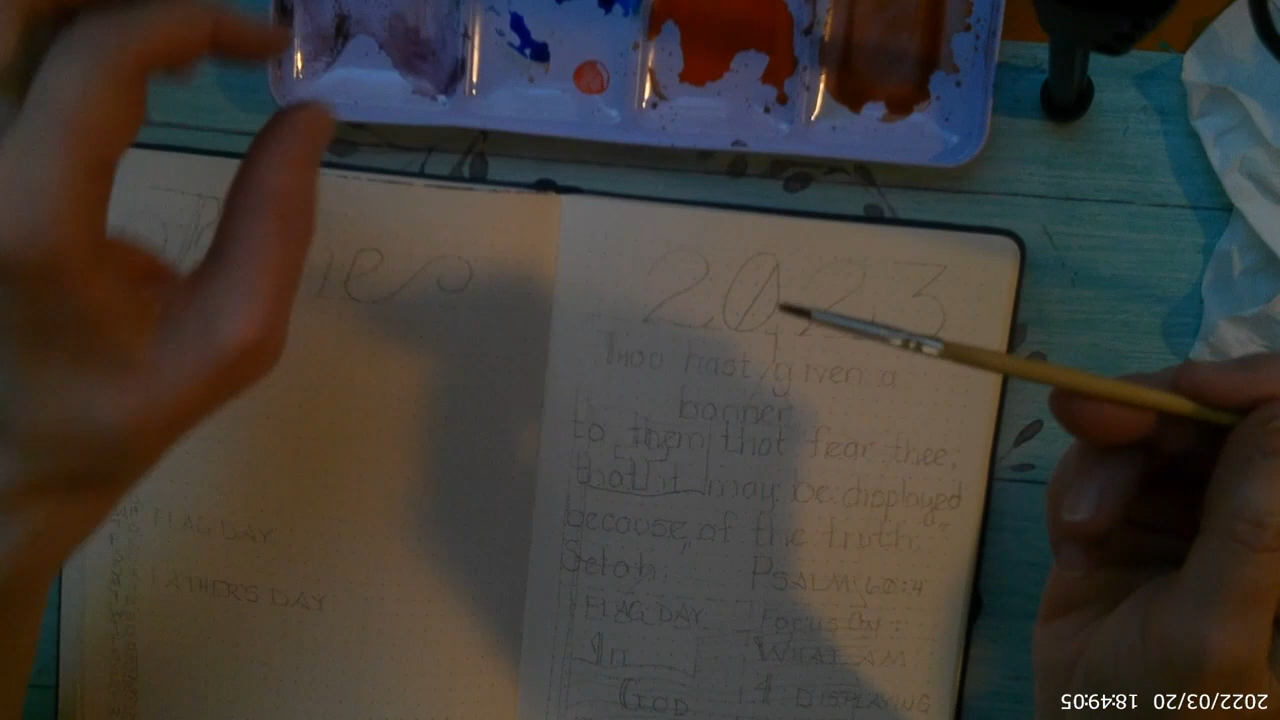 FLAG DAY
FATHER'S DAY
2023
Thou hast given a
banner
to them that fear thee,
that it may be displayed
because of the truth."
Selah. PSALM 60:4
FLAG DAY Focus On:
In WHAT AM
GOD I DISPLAYING
2022/03/20 18:49:05